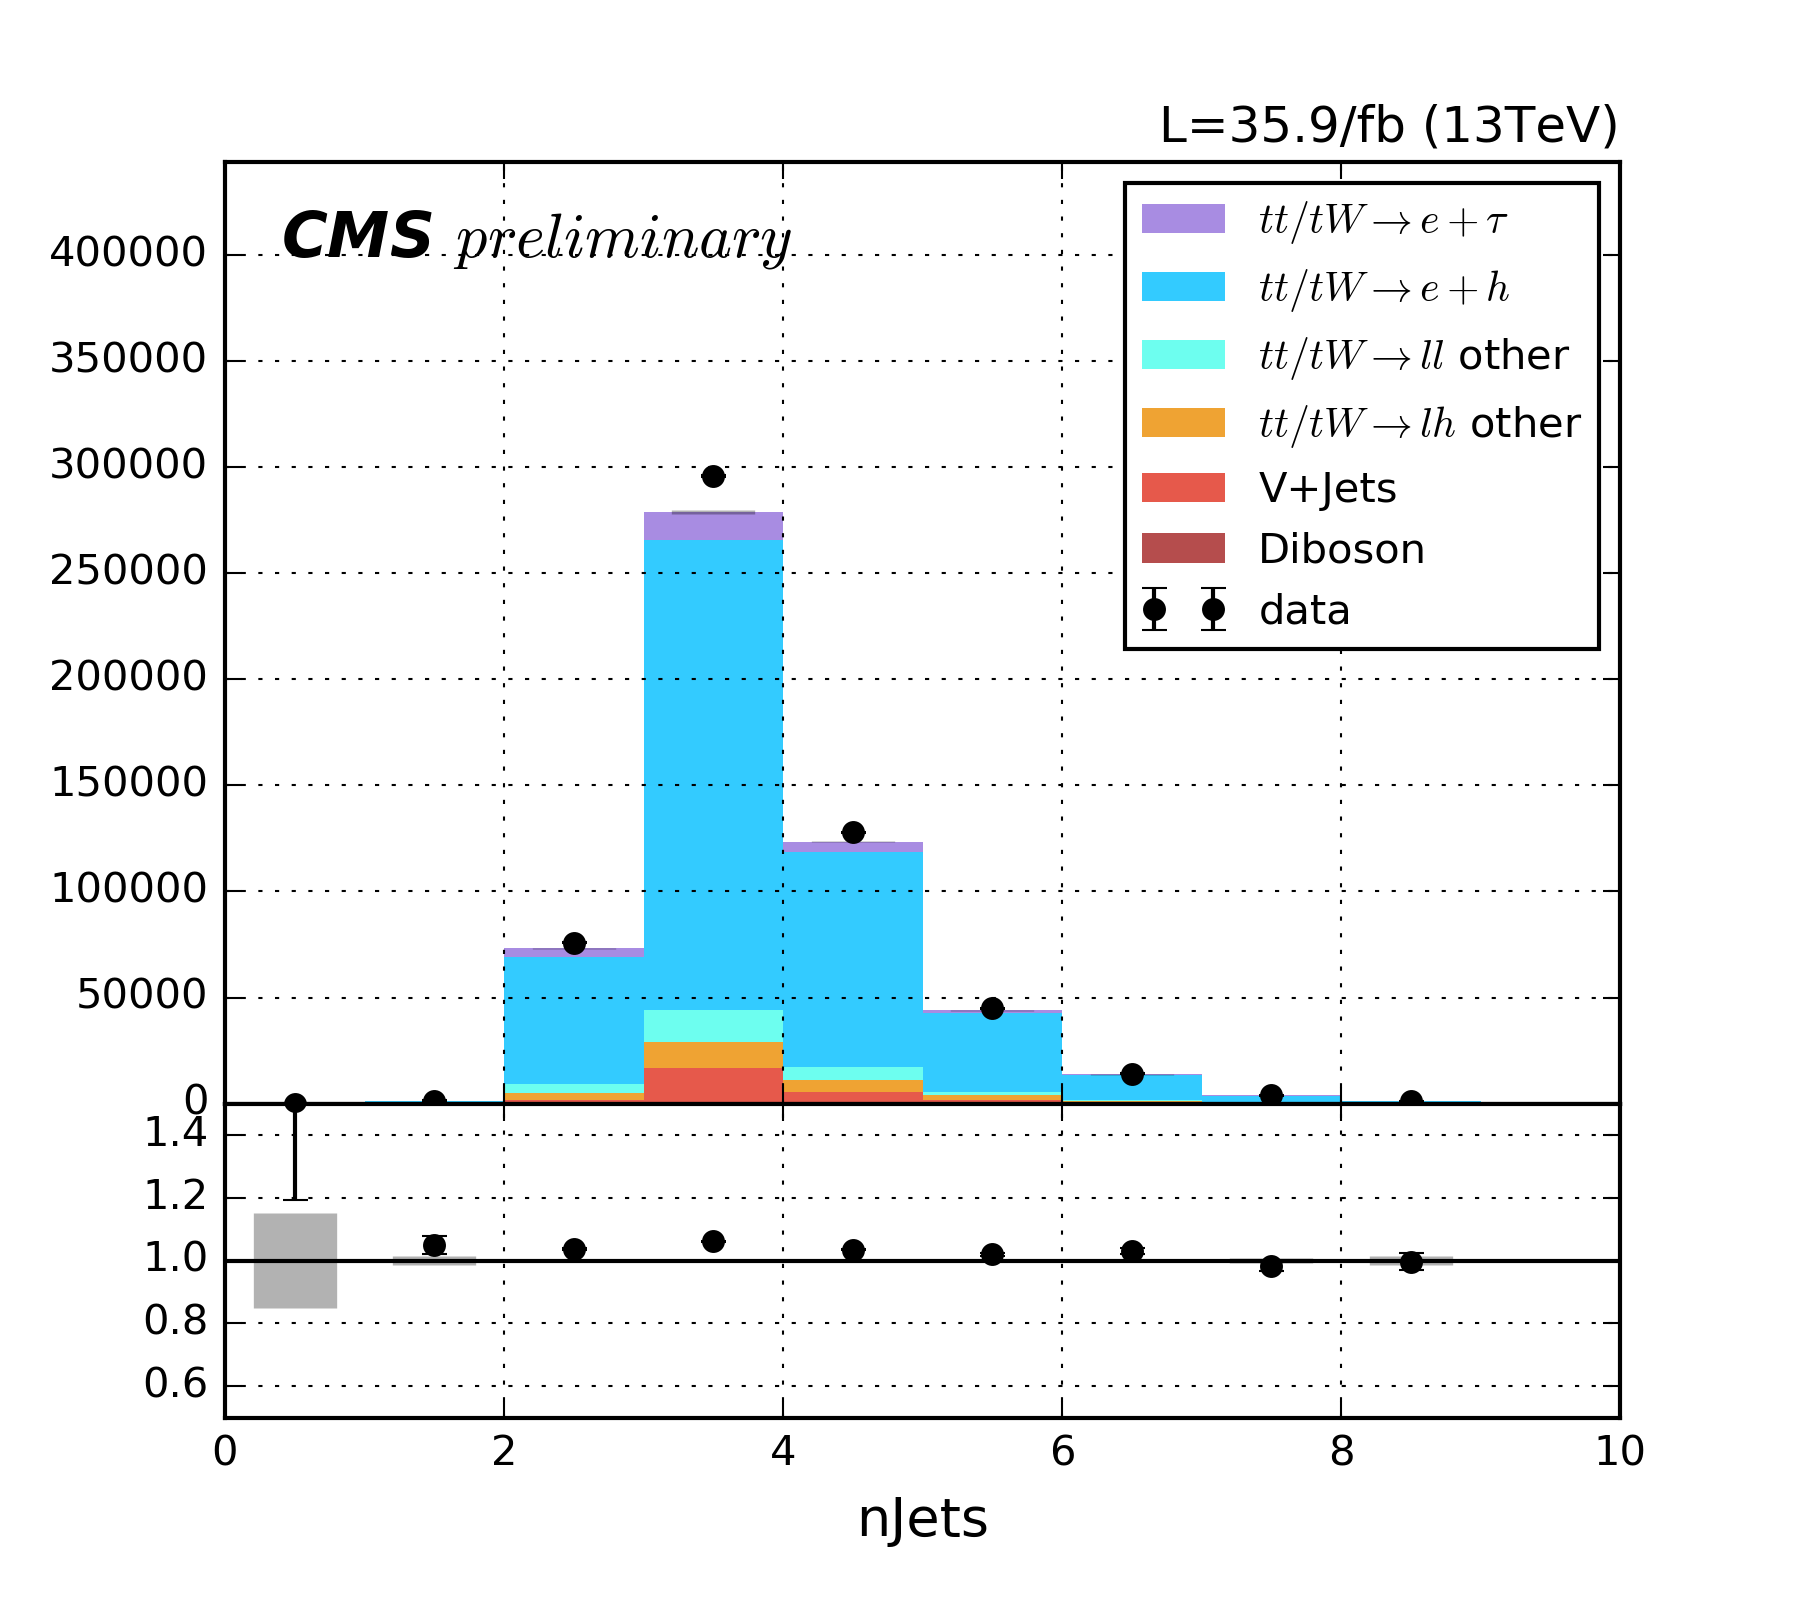 L=35.9/fb (13TeV)
CMS preliminary
tt/tW→e+τ
tt/tW→e+h
tt/tW→ll other
tt/tW→lh other
V+Jets
Diboson
data
400000
350000
300000
250000
200000
150000
100000
50000
0
1.4
1.2
1.0
0.8
0.6
0 2 4 6 8 10
nJets